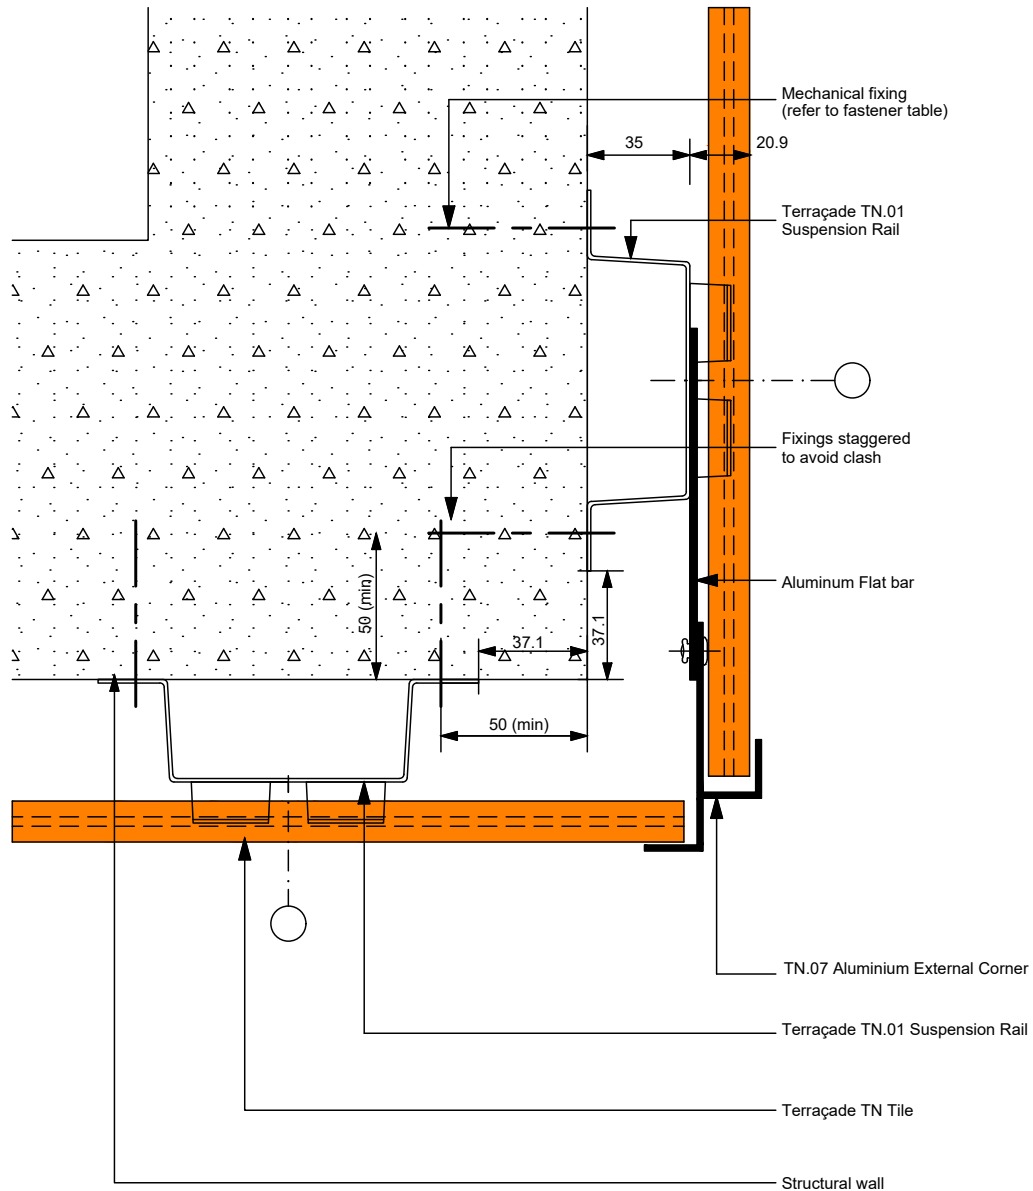 Mechanical fixing
(refer to fastener table)
35
20.9
Terraçade TN.01
Suspension Rail
Fixings staggered
to avoid clash
Aluminum Flat bar
50 (min)
37.1
37.1
50 (min)
TN.07 Aluminium External Corner
Terraçade TN.01 Suspension Rail
Terraçade TN Tile
Structural wall